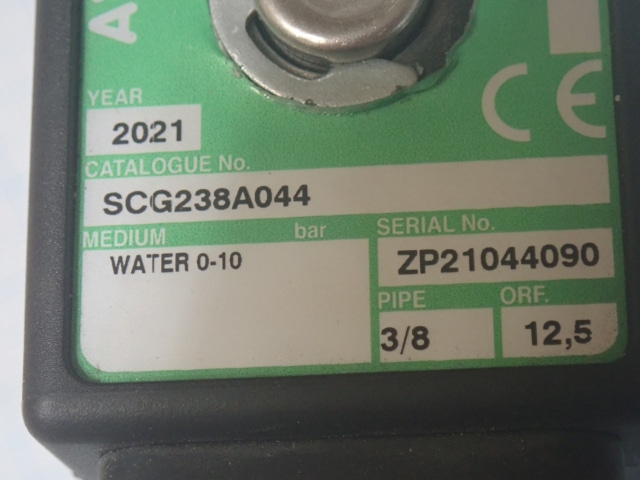 YEAR
2021
CE
CATALOGUE No.
SCG238A044
MEDIUM bar
WATER 0-10
SERIAL No.
ZP21044090
PIPE
3/8
ORF.
12,5